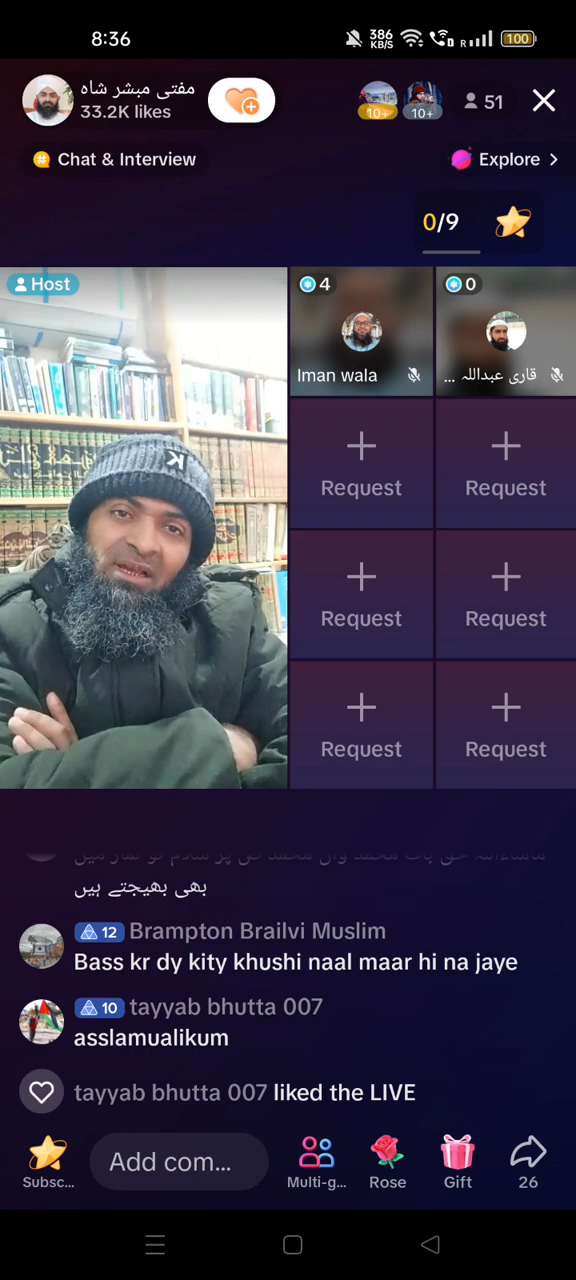 8:36
386
KB/S
R
100
مفتی مبشر شاہ
33.2K likes
10+
10+
51
Chat & Interview
Explore
0/9
Host
4
0
Iman wala
قاری عبداللہ ...
K
+
Request
+
Request
+
Request
+
Request
+
Request
+
Request
بھی بھیجتے ہیں
12 Brampton Brailvi Muslim
Bass kr dy kity khushi naal maar hi na jaye
10 tayyab bhutta 007
asslamualikum
tayyab bhutta 007 liked the LIVE
Add com...
Subsc...
Multi-g...
Rose
Gift
26